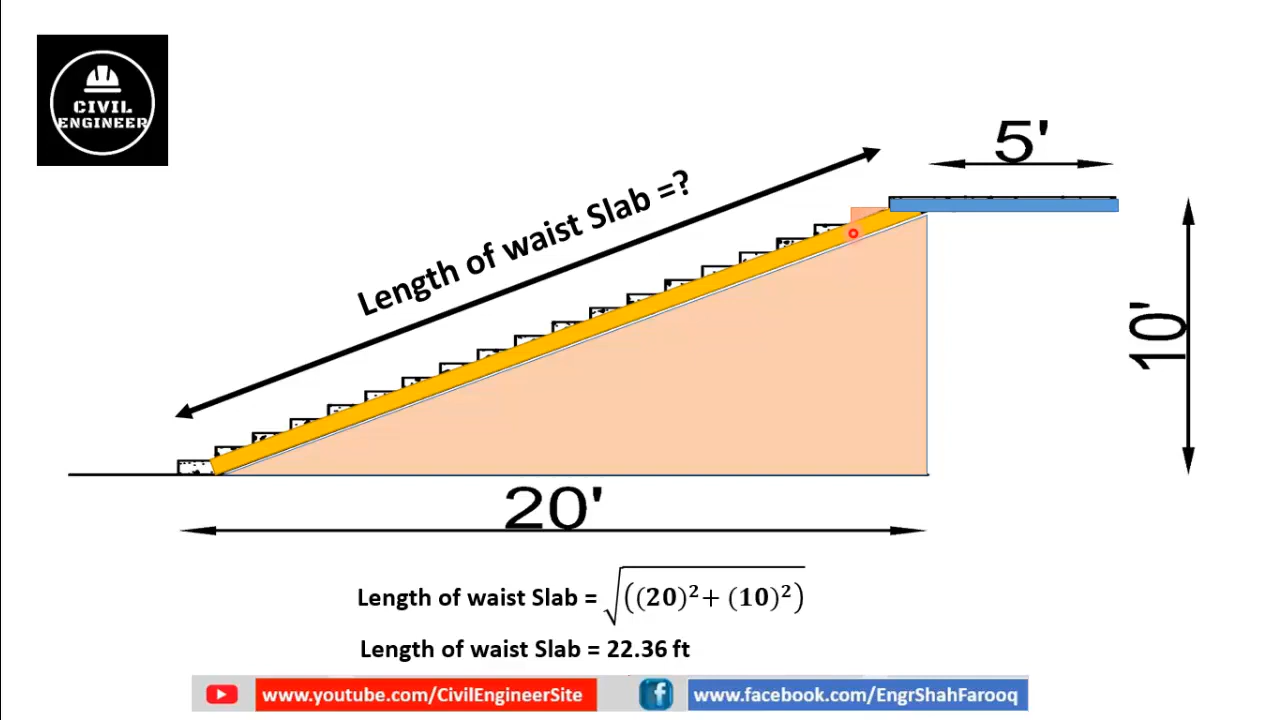 CIVIL
ENGINEER
5'
Length of waist Slab =?
10'
20'
Length of waist Slab = √((20)²+ (10)²)
Length of waist Slab = 22.36 ft
www.youtube.com/CivilEngineerSite
f www.facebook.com/EngrShahFarooq